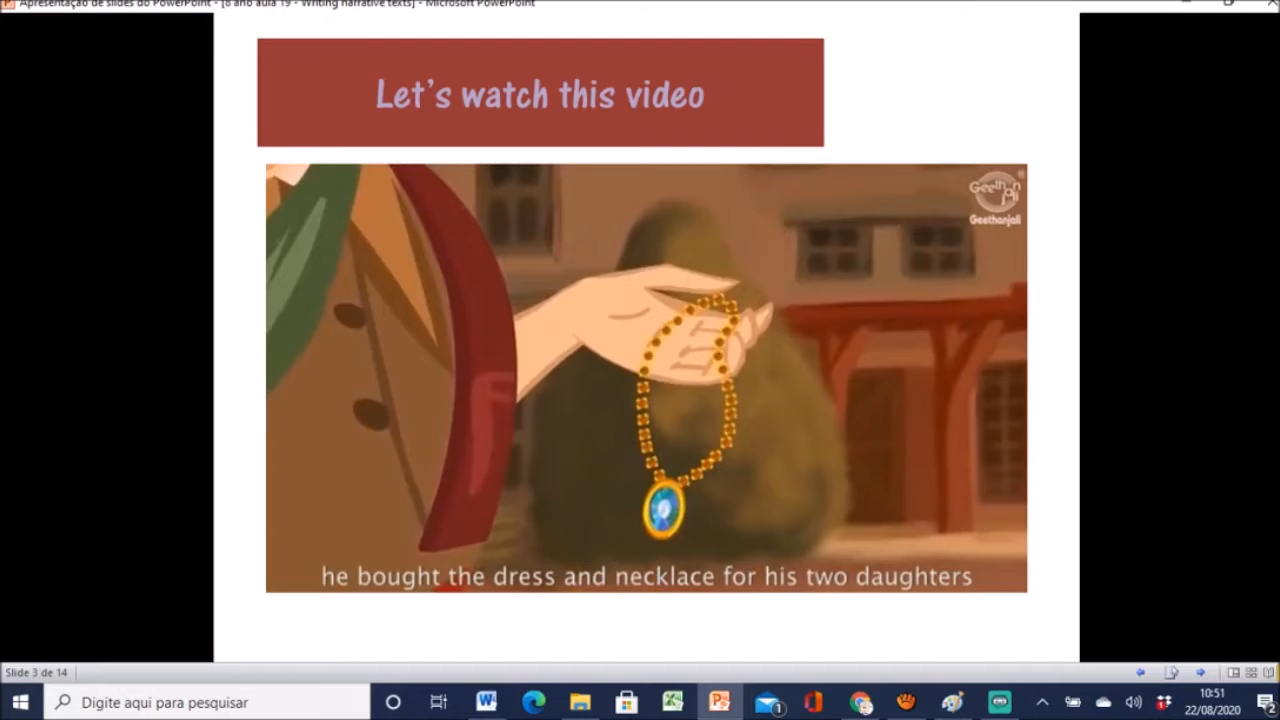 Apresentação de slides do PowerPoint - [8 ano aula 19 - Writing narrative texts] - Microsoft PowerPoint
Let's watch this video
Geethanjali
Geethanjali
he bought the dress and necklace for his two daughters
Slide 3 de 14
Digite aqui para pesquisar
10:51
22/08/2020